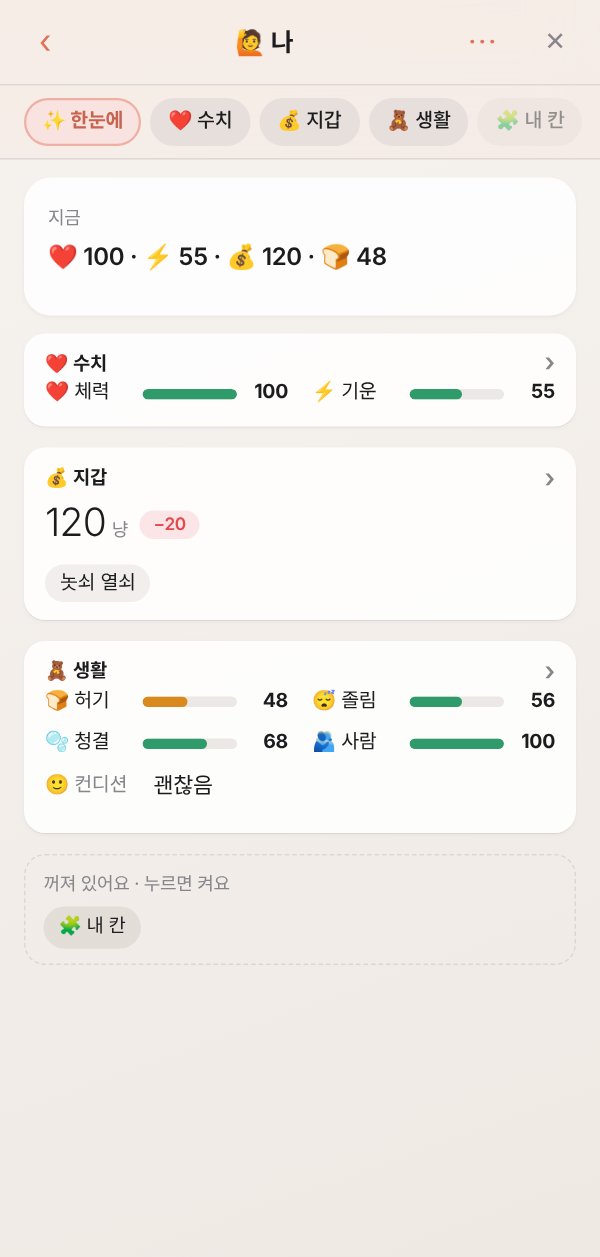 ‹ 🙋 나 ··· ✕
✨ 한눈에 ❤️ 수치 💰 지갑 🧸 생활 🧩 내 칸
지금
❤️ 100 · ⚡ 55 · 💰 120 · 🍞 48
❤️ 수치 ›
❤️ 체력 100 ⚡ 기운 55
💰 지갑 ›
120 냥 −20
놋쇠 열쇠
🧸 생활 ›
🍞 허기 48 😴 졸림 56
🫧 청결 68 🫂 사람 100
🙂 컨디션 괜찮음
꺼져 있어요 · 누르면 켜요
🧩 내 칸